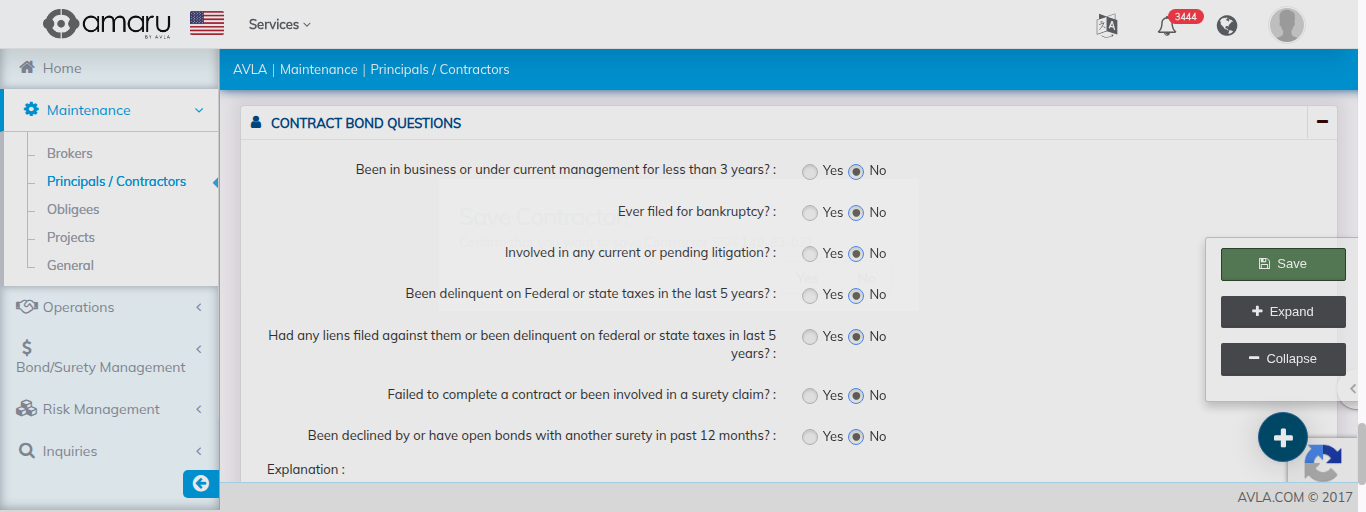 amaru
BY AVLA
Services
3444
Home
AVLA | Maintenance | Principals / Contractors
Maintenance
Brokers
Principals / Contractors
Obligees
Projects
General
Operations
Bond/Surety Management
Risk Management
Inquiries
CONTRACT BOND QUESTIONS
Been in business or under current management for less than 3 years? : Yes No
Ever filed for bankruptcy? : Yes No
Involved in any current or pending litigation? : Yes No
Been delinquent on Federal or state taxes in the last 5 years? : Yes No
Had any liens filed against them or been delinquent on federal or state taxes in last 5
years? : Yes No
Failed to complete a contract or been involved in a surety claim? : Yes No
Been declined by or have open bonds with another surety in past 12 months? : Yes No
Explanation :
Save Contractor
Save
Expand
Collapse
AVLA.COM © 2017